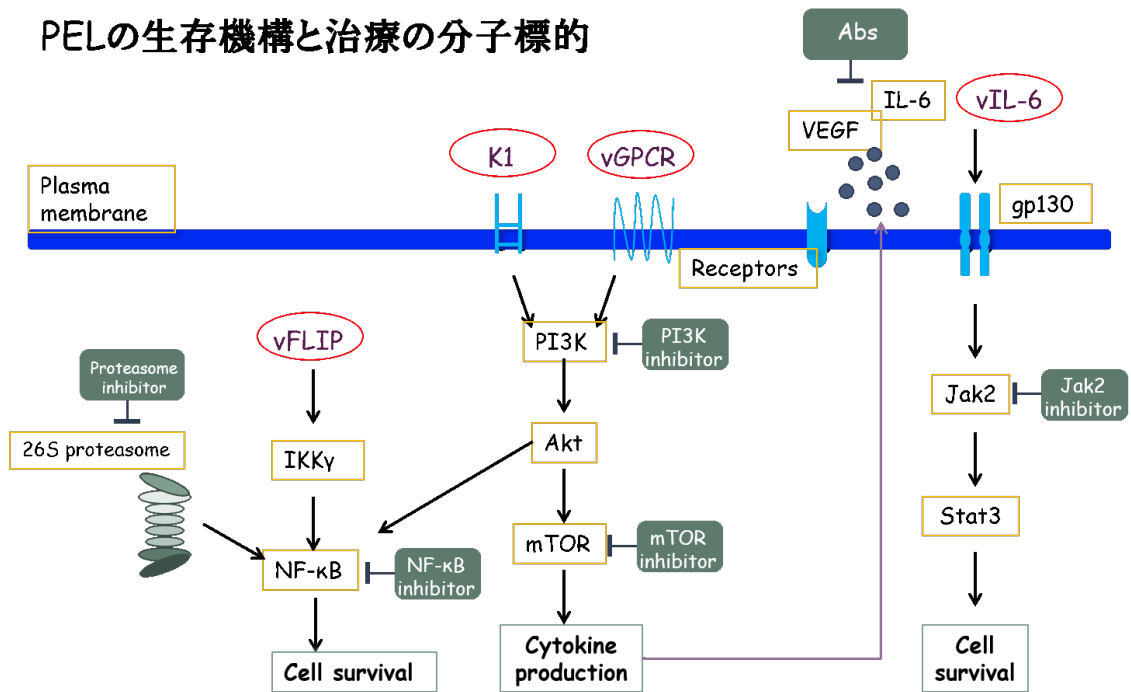 PELの生存機構と治療の分子標的
Abs
IL-6
vIL-6
VEGF
K1
vGPCR
Plasma
membrane
gp130
Receptors
vFLIP
PI3K
PI3K
inhibitor
Proteasome
inhibitor
Jak2
Jak2
inhibitor
26S proteasome
IKKγ
Akt
Stat3
mTOR
mTOR
inhibitor
NF-κB
NF-κB
inhibitor
Cell survival
Cytokine
production
Cell
survival